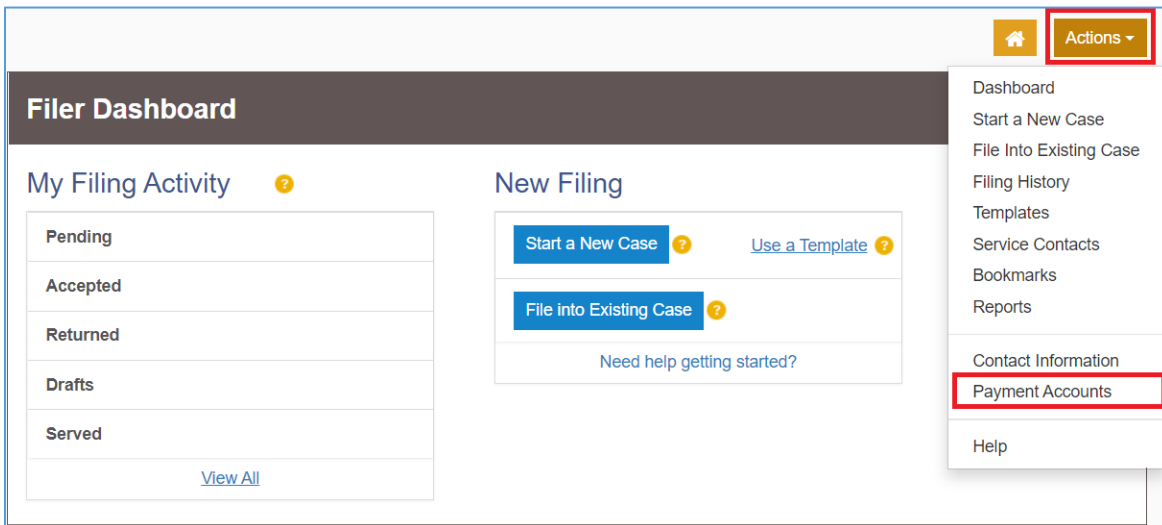 Actions
Filer Dashboard
My Filing Activity ?
Pending
Accepted
Returned
Drafts
Served
View All
New Filing
Start a New Case ? Use a Template ?
File into Existing Case ?
Need help getting started?
Dashboard
Start a New Case
File Into Existing Case
Filing History
Templates
Service Contacts
Bookmarks
Reports
Contact Information
Payment Accounts
Help